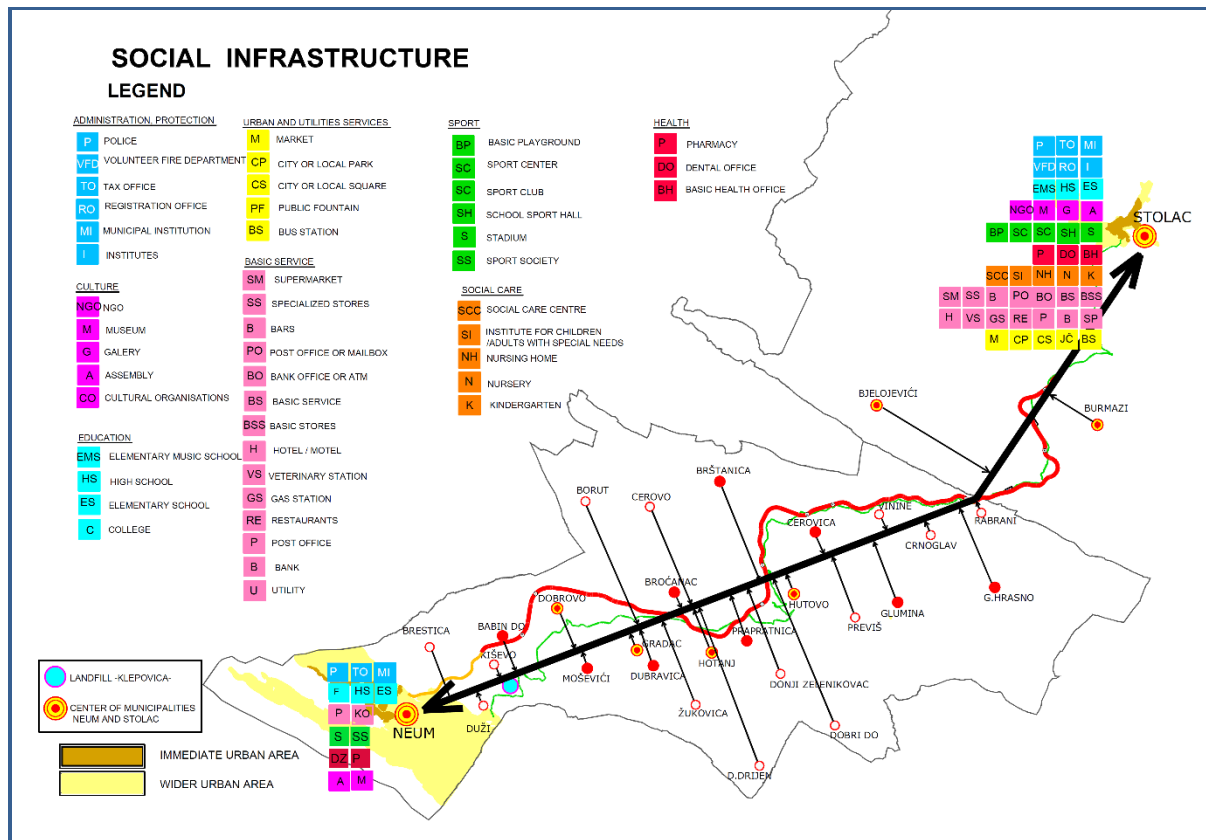 SOCIAL INFRASTRUCTURE
LEGEND
ADMINISTRATION, PROTECTION
P POLICE
VFD VOLUNTEER FIRE DEPARTMENT
TO TAX OFFICE
RO REGISTRATION OFFICE
MI MUNICIPAL INSTITUTION
I INSTITUTES
CULTURE
NGO NGO
M MUSEUM
G GALERY
A ASSEMBLY
CO CULTURAL ORGANISATIONS
EDUCATION
EMS ELEMENTARY MUSIC SCHOOL
HS HIGH SCHOOL
ES ELEMENTARY SCHOOL
C COLLEGE
URBAN AND UTILITIES SERVICES
M MARKET
CP CITY OR LOCAL PARK
CS CITY OR LOCAL SQUARE
PF PUBLIC FOUNTAIN
BS BUS STATION
BASIC SERVICE
SM SUPERMARKET
SS SPECIALIZED STORES
B BARS
PO POST OFFICE OR MAILBOX
BO BANK OFFICE OR ATM
BS BASIC SERVICE
BSS BASIC STORES
H HOTEL / MOTEL
VS VETERINARY STATION
GS GAS STATION
RE RESTAURANTS
P POST OFFICE
B BANK
U UTILITY
SPORT
BP BASIC PLAYGROUND
SC SPORT CENTER
SC SPORT CLUB
SH SCHOOL SPORT HALL
S STADIUM
SS SPORT SOCIETY
SOCIAL CARE
SCC SOCIAL CARE CENTRE
SI INSTITUTE FOR CHILDREN
/ADULTS WITH SPECIAL NEEDS
NH NURSING HOME
N NURSERY
K KINDERGARTEN
HEALTH
P PHARMACY
DO DENTAL OFFICE
BH BASIC HEALTH OFFICE
P TO MI
VFD RO I
EMS HS ES
NGO M G A
BP SC SC SH S
P DO BH
SCC SI NH N K
SM SS B PO BO BS BSS
H VS GS RE P B SP
M CP CS JČ BS
STOLAC
BJELOJEVIĆI
BURMAZI
BRŠTANICA
BORUT
CEROVO
CEROVICA
VININE
RABRANI
CRNOGLAV
BROĆANAC
DOBROVO
HUTOVO
GLUMINA
G.HRASNO
PREVIŠ
BABIN DO
BRESTICA
KIŠEVO
GRADAC
PRAPRATNICA
HOTANJ
MOŠEVIĆI
DUBRAVICA
DONJI ZELENIKOVAC
ŽUKOVICA
DUŽI
DOBRI DO
D.DRIJEN
NEUM
P TO MI
F HS ES
P KO
S SS
DZ P
A M
LANDFILL -KLEPOVICA-
CENTER OF MUNICIPALITIES
NEUM AND STOLAC
IMMEDIATE URBAN AREA
WIDER URBAN AREA